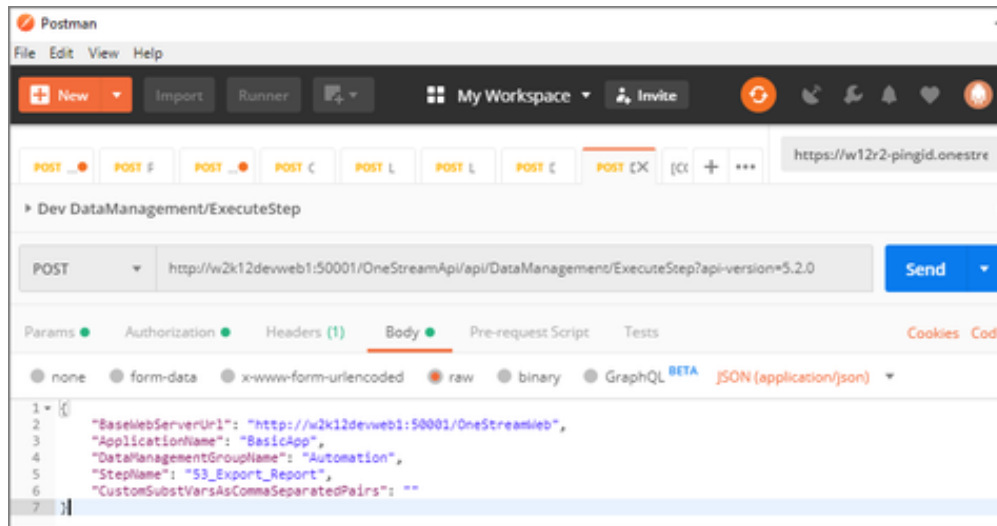 Postman
File Edit View Help
New Import Runner My Workspace Invite
POST ... POST F POST ... POST C POST L POST L POST C POST [CC + ••• https://w12r2-pingid.onestre
Dev DataManagement/ExecuteStep
POST http://w2k12devweb1:50001/OneStreamApi/api/DataManagement/ExecuteStep?api-version=5.2.0 Send
Params Authorization Headers (1) Body Pre-request Script Tests Cookies Cod
none form-data x-www-form-urlencoded raw binary GraphQL BETA JSON (application/json)
1 {
2 "BaseWebServerUrl": "http://w2k12devweb1:50001/OneStreamWeb",
3 "ApplicationName": "BasicApp",
4 "DataManagementGroupName": "Automation",
5 "StepName": "S3_Export_Report",
6 "CustomSubstVarsAsCommaSeparatedPairs": ""
7 }